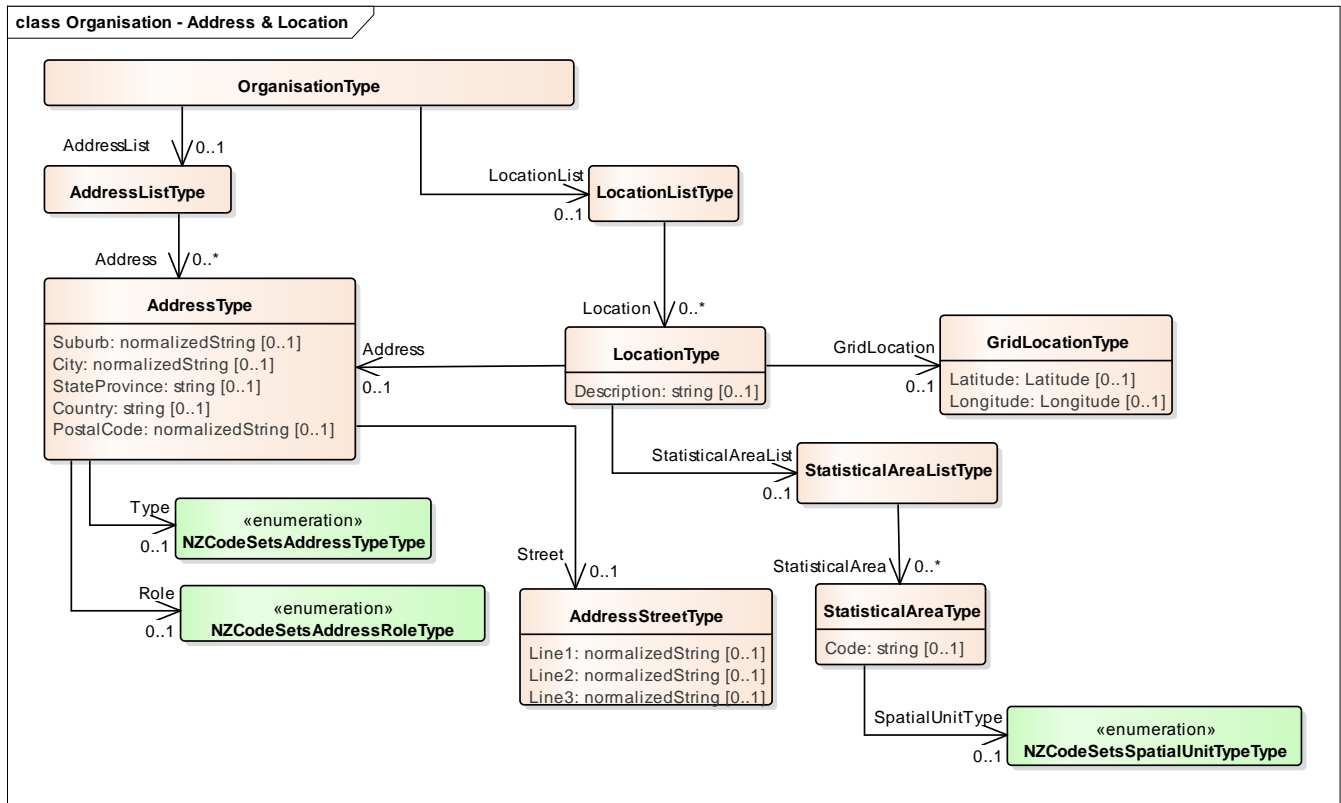 class Organisation - Address & Location
OrganisationType
AddressList
0..1
AddressListType
LocationList
0..1
LocationListType
Address
0..*
AddressType
Suburb: normalizedString [0..1]
City: normalizedString [0..1]
StateProvince: string [0..1]
Country: string [0..1]
PostalCode: normalizedString [0..1]
Location
0..*
LocationType
Description: string [0..1]
Address
0..1
GridLocation
0..1
GridLocationType
Latitude: Latitude [0..1]
Longitude: Longitude [0..1]
StatisticalAreaList
0..1
StatisticalAreaListType
Type
0..1
«enumeration»
NZCodeSetsAddressTypeType
Role
0..1
«enumeration»
NZCodeSetsAddressRoleType
Street
0..1
AddressStreetType
Line1: normalizedString [0..1]
Line2: normalizedString [0..1]
Line3: normalizedString [0..1]
StatisticalArea
0..*
StatisticalAreaType
Code: string [0..1]
SpatialUnitType
0..1
«enumeration»
NZCodeSetsSpatialUnitTypeType